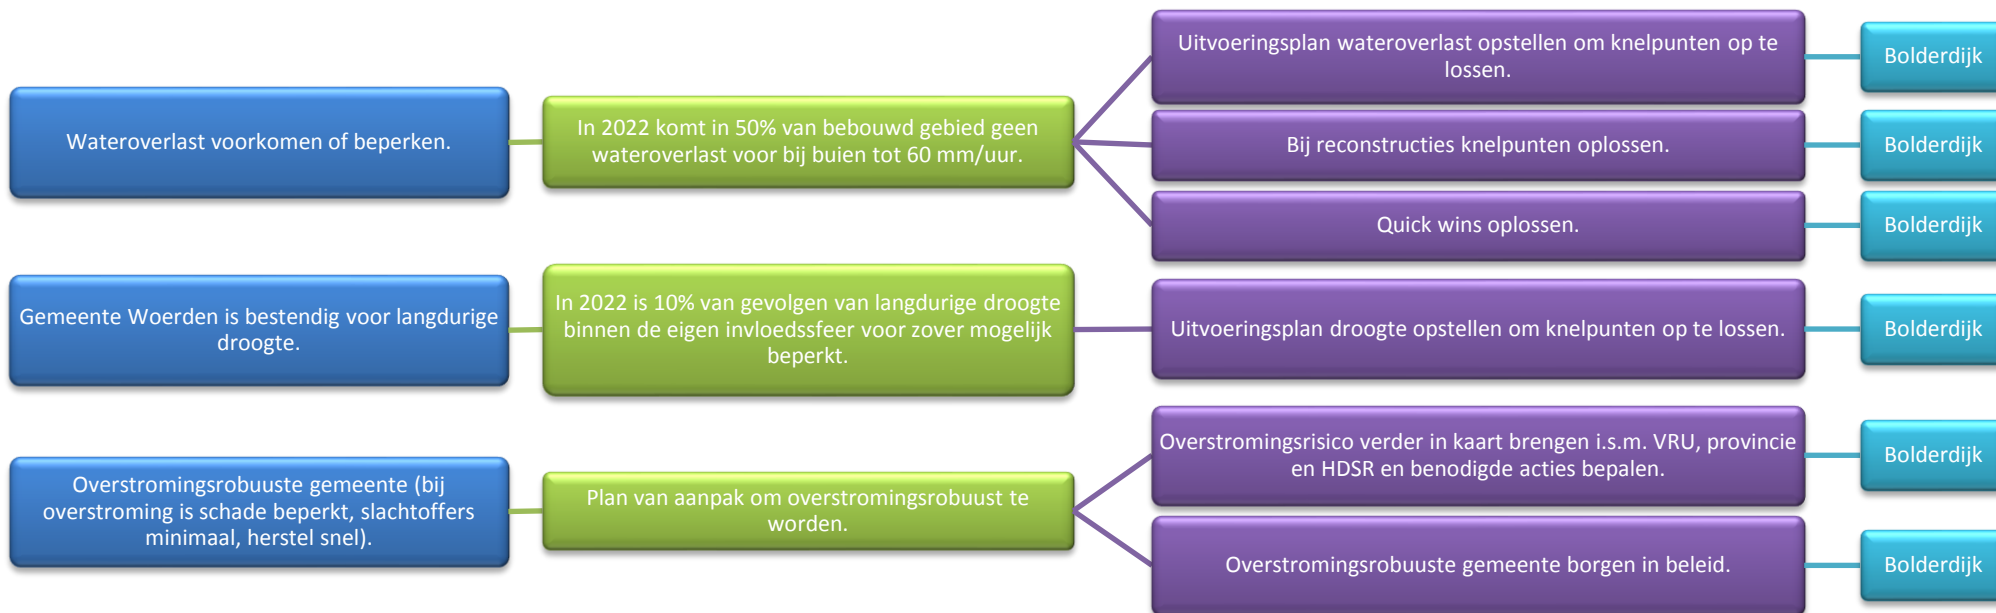 Wateroverlast voorkomen of beperken.
In 2022 komt in 50% van bebouwd gebied geen
wateroverlast voor bij buien tot 60 mm/uur.
Uitvoeringsplan wateroverlast opstellen om knelpunten op te
lossen.
Bolderdijk
Bij reconstructies knelpunten oplossen.
Bolderdijk
Quick wins oplossen.
Bolderdijk
Gemeente Woerden is bestendig voor langdurige
droogte.
In 2022 is 10% van gevolgen van langdurige droogte
binnen de eigen invloedssfeer voor zover mogelijk
beperkt.
Uitvoeringsplan droogte opstellen om knelpunten op te lossen.
Bolderdijk
Overstromingsrobuuste gemeente (bij
overstroming is schade beperkt, slachtoffers
minimaal, herstel snel).
Plan van aanpak om overstromingsrobuust te
worden.
Overstromingsrisico verder in kaart brengen i.s.m. VRU, provincie
en HDSR en benodigde acties bepalen.
Bolderdijk
Overstromingsrobuuste gemeente borgen in beleid.
Bolderdijk